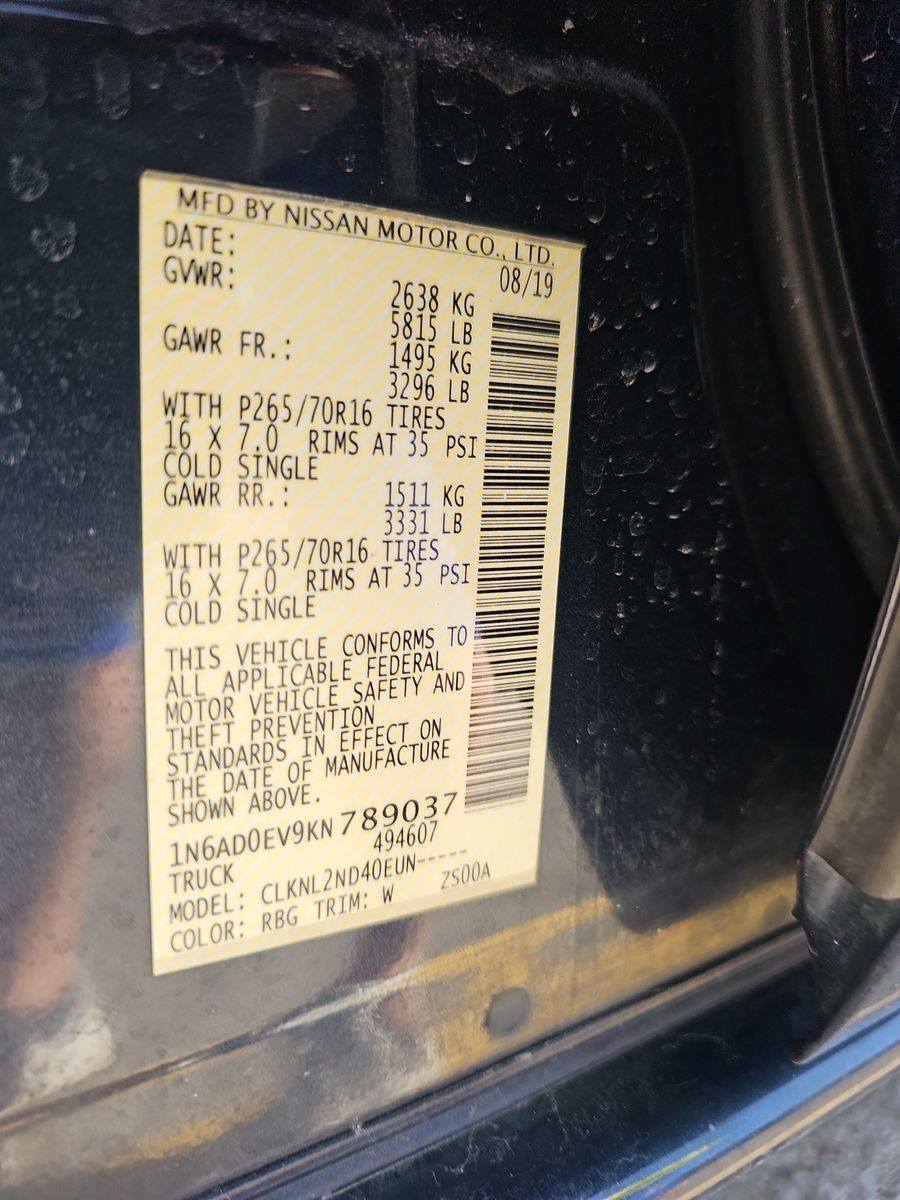 MFD BY NISSAN MOTOR CO., LTD.
DATE: 08/19
GVWR: 2638 KG
5815 LB
GAWR FR.: 1495 KG
3296 LB
WITH P265/70R16 TIRES
16 X 7.0 RIMS AT 35 PSI
COLD SINGLE
GAWR RR.: 1511 KG
3331 LB
WITH P265/70R16 TIRES
16 X 7.0 RIMS AT 35 PSI
COLD SINGLE
THIS VEHICLE CONFORMS TO
ALL APPLICABLE FEDERAL
MOTOR VEHICLE SAFETY AND
THEFT PREVENTION
STANDARDS IN EFFECT ON
THE DATE OF MANUFACTURE
SHOWN ABOVE.
1N6AD0EV9KN789037
TRUCK 494607
MODEL: CLKNL2ND40EUN-----
COLOR: RBG TRIM: W ZS00A